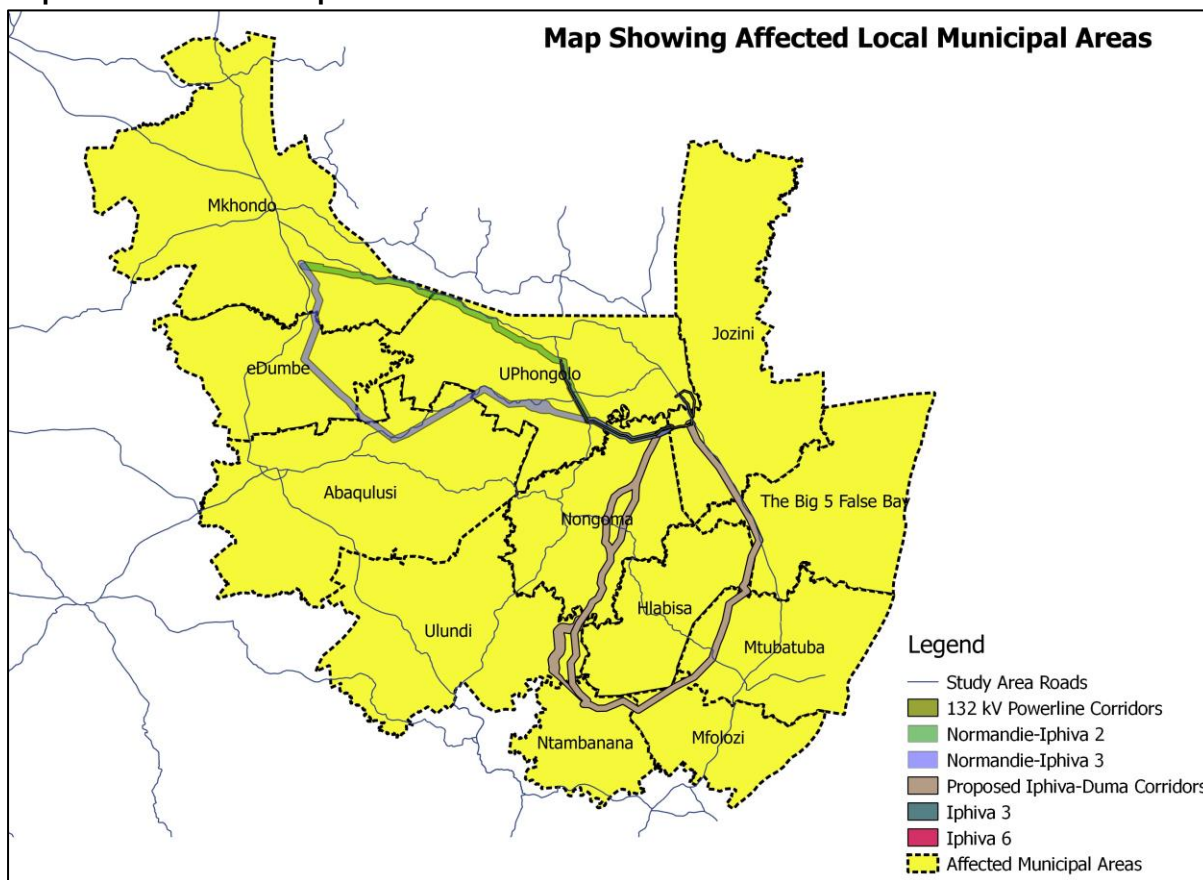 Map Showing Affected Local Municipal Areas
Mkhondo
Jozini
eDumbe
UPhongolo
Abaqulusi
The Big 5 False Bay
Nongoma
Hlabisa
Ulundi
Mtubatuba
Ntambanana
Mfolozi
Legend
Study Area Roads
132 kV Powerline Corridors
Normandie-Iphiva 2
Normandie-Iphiva 3
Proposed Iphiva-Duma Corridors
Iphiva 3
Iphiva 6
Affected Municipal Areas